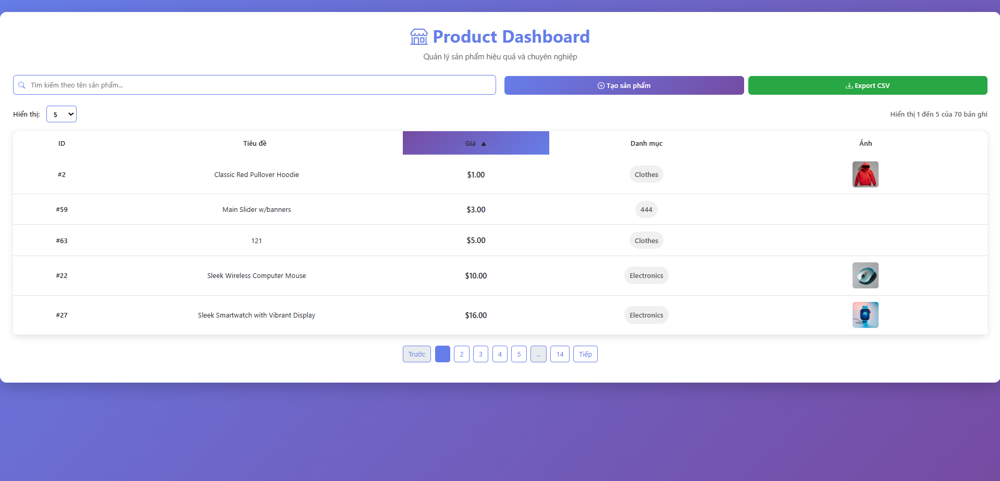 Product Dashboard
Quản lý sản phẩm hiệu quả và chuyên nghiệp
Tìm kiếm theo tên sản phẩm...
Tạo sản phẩm
Export CSV
Hiển thị: 5
Hiển thị 1 đến 5 của 70 bản ghi
ID Tiêu đề Giá ▲ Danh mục Ảnh
#2 Classic Red Pullover Hoodie $1.00 Clothes
#59 Main Slider w/banners $3.00 444
#63 121 $5.00 Clothes
#22 Sleek Wireless Computer Mouse $10.00 Electronics
#27 Sleek Smartwatch with Vibrant Display $16.00 Electronics
Trước 2 3 4 5 ... 14 Tiếp